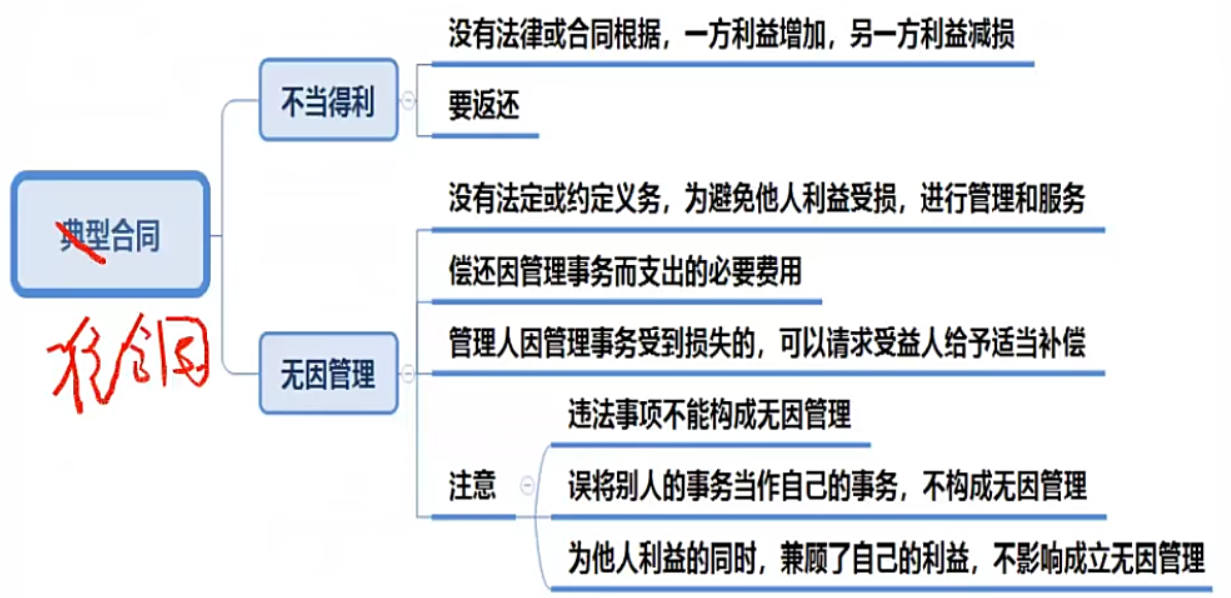 没有法律或合同根据，一方利益增加，另一方利益减损
不当得利
要返还
典型合同
准合同
没有法定或约定义务，为避免他人利益受损，进行管理和服务
偿还因管理事务而支出的必要费用
管理人因管理事务受到损失的，可以请求受益人给予适当补偿
无因管理
违法事项不能构成无因管理
注意
误将别人的事务当作自己的事务，不构成无因管理
为他人利益的同时，兼顾了自己的利益，不影响成立无因管理